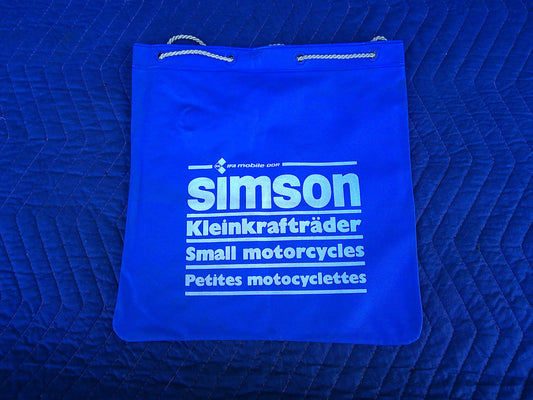 IFA mobile-DDR
simson
Kleinkrafträder
Small motorcycles
Petites motocyclettes